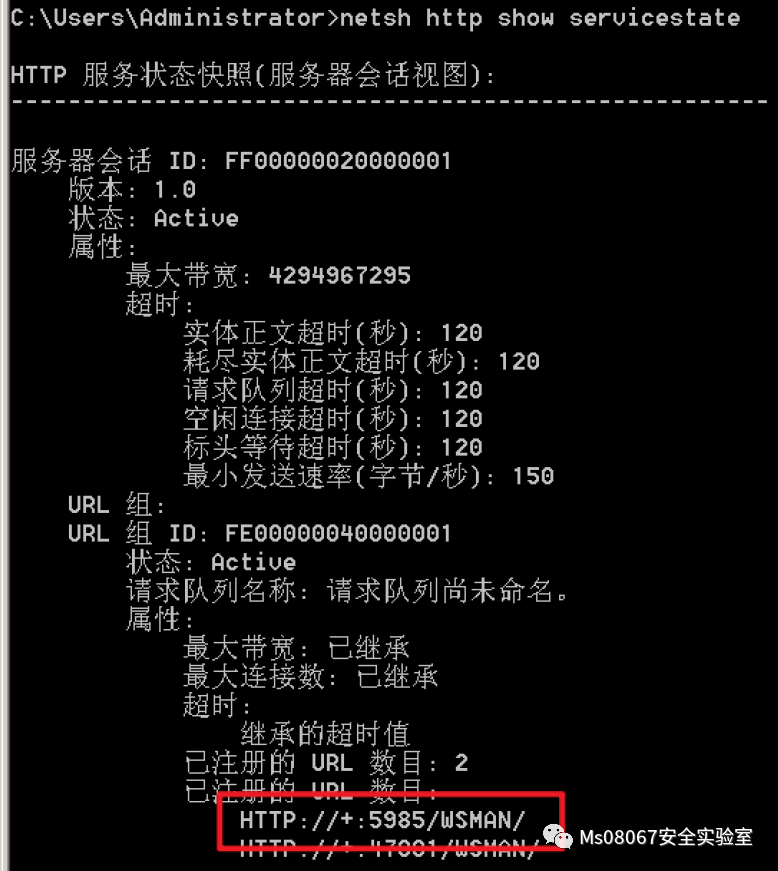 C:\Users\Administrator>netsh http show servicestate
HTTP 服务状态快照(服务器会话视图):
-----------------------------------------------------
服务器会话 ID: FF00000020000001
版本: 1.0
状态: Active
属性:
最大带宽: 4294967295
超时:
实体正文超时(秒): 120
耗尽实体正文超时(秒): 120
请求队列超时(秒): 120
空闲连接超时(秒): 120
标头等待超时(秒): 120
最小发送速率(字节/秒): 150
URL 组:
URL 组 ID: FE00000040000001
状态: Active
请求队列名称: 请求队列尚未命名。
属性:
最大带宽: 已继承
最大连接数: 已继承
超时:
继承的超时值
已注册的 URL 数目: 2
已注册的 URL 数目:
HTTP://+:5985/WSMAN/
HTTP://+:47001/WSMAN/
Ms08067安全实验室